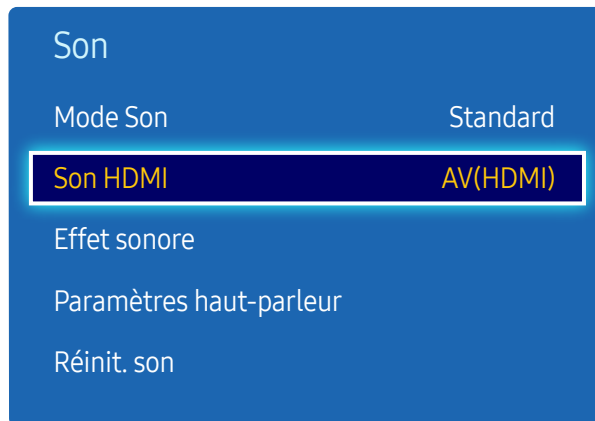 Son
Mode Son Standard
Son HDMI AV(HDMI)
Effet sonore
Paramètres haut-parleur
Réinit. son